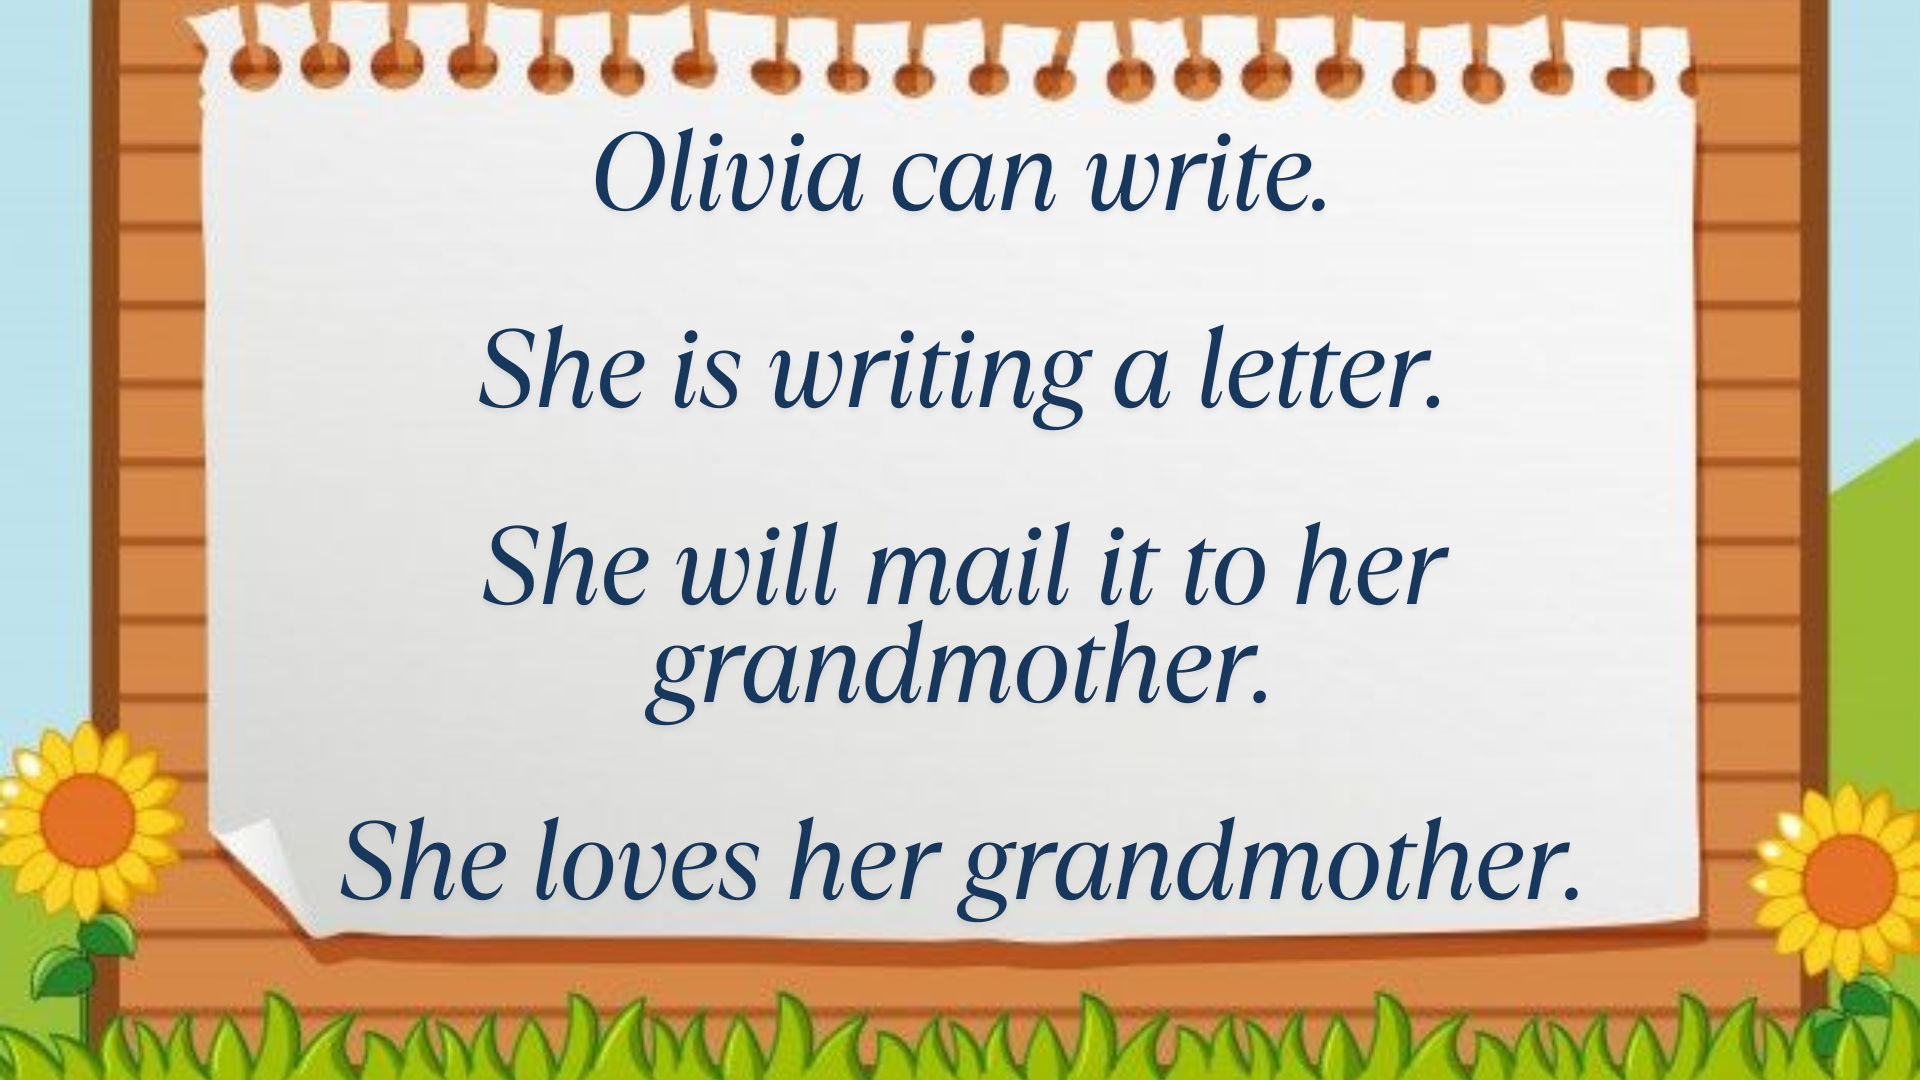 Olivia can write.
She is writing a letter.
She will mail it to her
grandmother.
She loves her grandmother.